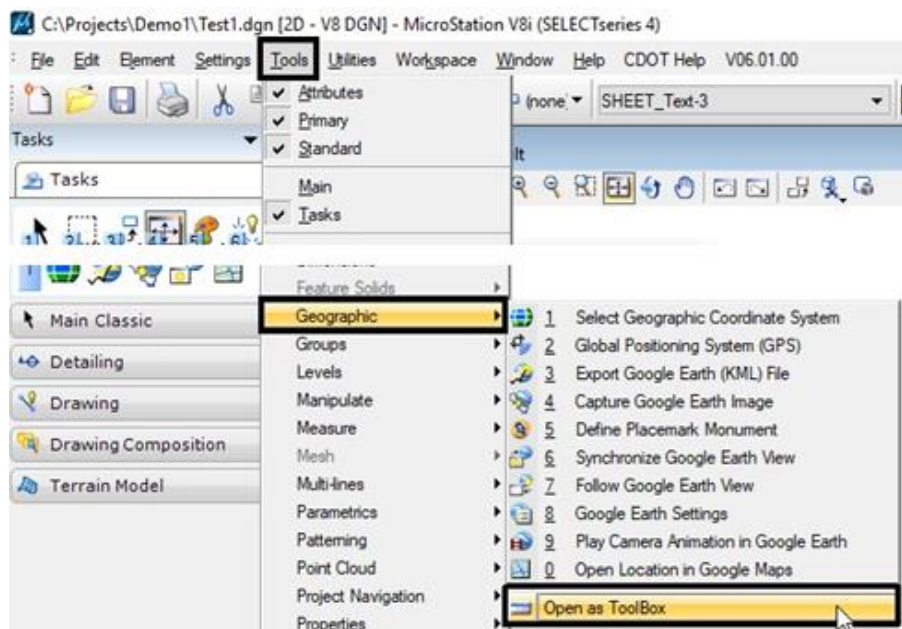 C:\Projects\Demo1\Test1.dgn [2D - V8 DGN] - MicroStation V8i (SELECTseries 4)
File Edit Element Settings Tools Utilities Workspace Window Help CDOT Help V06.01.00
Attributes
(none) SHEET_Text-3
Primary
Tasks
Standard
Tasks
Main
Tasks
Feature Solids
Main Classic
Geographic
1 Select Geographic Coordinate System
Groups
2 Global Positioning System (GPS)
Detailing
Levels
3 Export Google Earth (KML) File
Drawing
Manipulate
4 Capture Google Earth Image
Measure
5 Define Placemark Monument
Drawing Composition
Mesh
6 Synchronize Google Earth View
Terrain Model
Multi-lines
7 Follow Google Earth View
Parametrics
8 Google Earth Settings
Patterning
9 Play Camera Animation in Google Earth
Point Cloud
0 Open Location in Google Maps
Project Navigation
Open as ToolBox
Properties